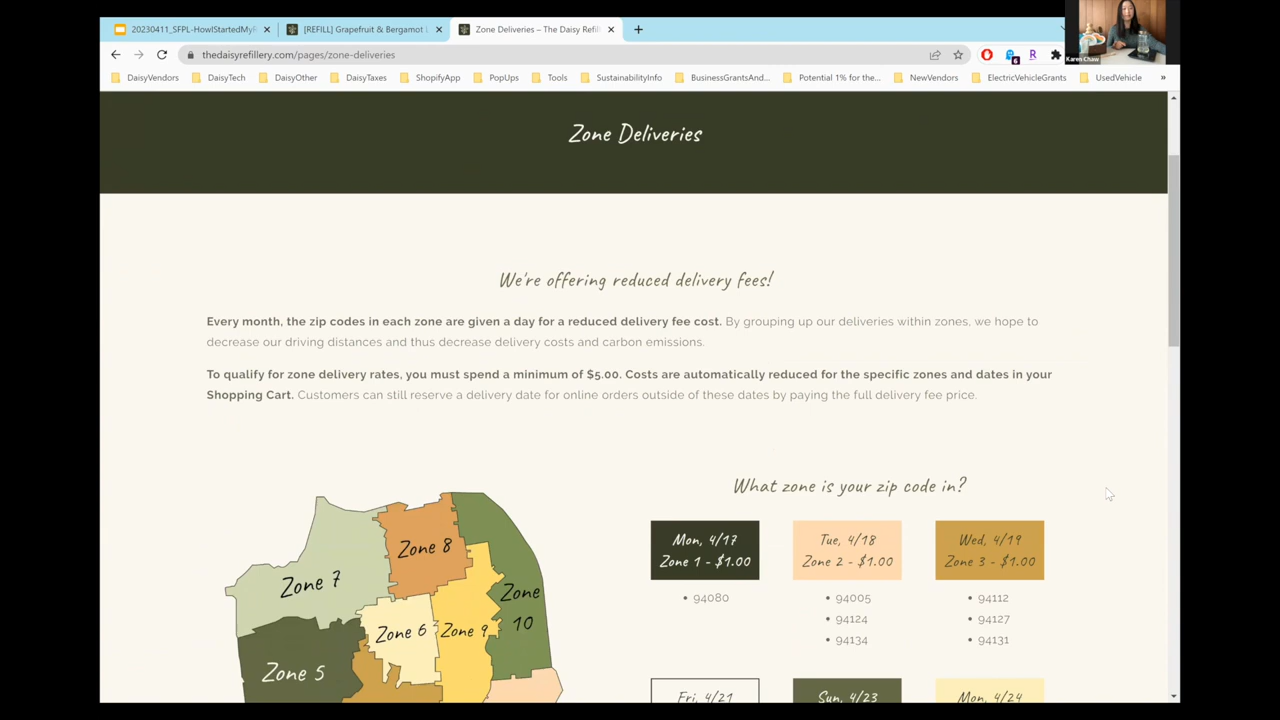 20230411_SFPL-HowIStartedMyR
[REFILL] Grapefruit & Bergamot L
Zone Deliveries – The Daisy Refill
thedaisyrefillery.com/pages/zone-deliveries
6
R
Karen Chaw
DaisyVendors
DaisyTech
DaisyOther
DaisyTaxes
ShopifyApp
PopUps
Tools
SustainabilityInfo
BusinessGrantsAnd...
Potential 1% for the...
NewVendors
ElectricVehicleGrants
UsedVehicle
»
Zone Deliveries
We're offering reduced delivery fees!
Every month, the zip codes in each zone are given a day for a reduced delivery fee cost. By grouping up our deliveries within zones, we hope to
decrease our driving distances and thus decrease delivery costs and carbon emissions.
To qualify for zone delivery rates, you must spend a minimum of $5.00. Costs are automatically reduced for the specific zones and dates in your
Shopping Cart. Customers can still reserve a delivery date for online orders outside of these dates by paying the full delivery fee price.
Zone 8
Zone 7
Zone
10
Zone 6
Zone 9
Zone 5
What zone is your zip code in?
Mon, 4/17
Zone 1 - $1.00
• 94080
Tue, 4/18
Zone 2 - $1.00
• 94005
• 94124
• 94134
Wed, 4/19
Zone 3 - $1.00
• 94112
• 94127
• 94131
Fri, 4/21
Sun, 4/23
Mon, 4/24